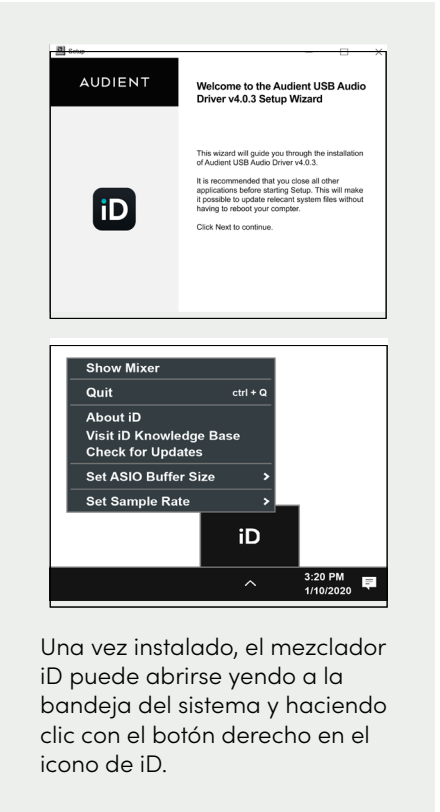 Setup
AUDIENT
Welcome to the Audient USB Audio
Driver v4.0.3 Setup Wizard
This wizard will guide you through the installation
of Audient USB Audio Driver v4.0.3.
It is recommended that you close all other
applications before starting Setup. This will make
it possible to update relecant system files without
having to reboot your compter.
Click Next to continue.
iD
Show Mixer
Quit ctrl + Q
About iD
Visit iD Knowledge Base
Check for Updates
Set ASIO Buffer Size >
Set Sample Rate >
iD
3:20 PM
1/10/2020
Una vez instalado, el mezclador
iD puede abrirse yendo a la
bandeja del sistema y haciendo
clic con el botón derecho en el
icono de iD.